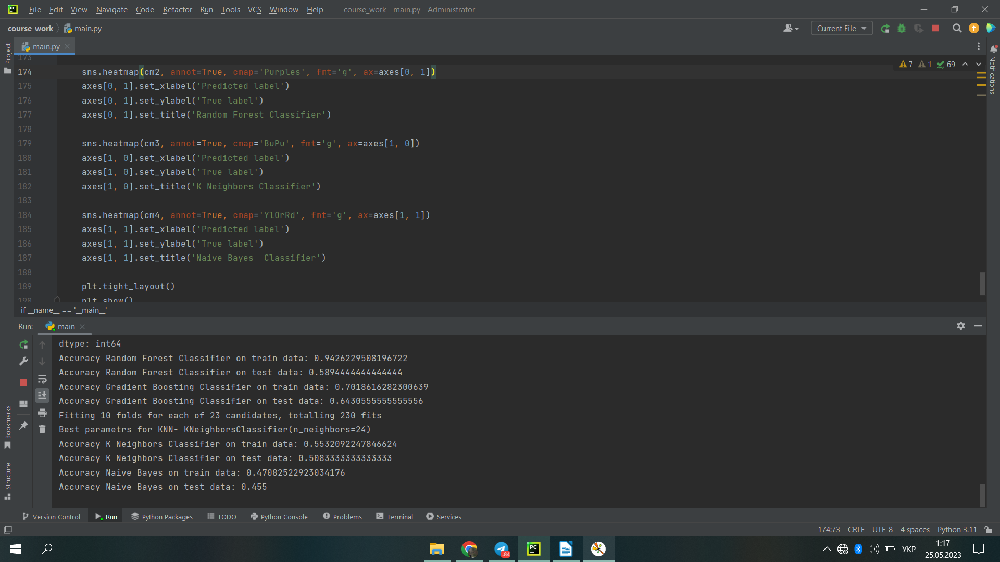 File Edit View Navigate Code Refactor Run Tools VCS Window Help course_work - main.py - Administrator
course_work main.py Current File
Project
main.py
173
174 sns.heatmap(cm2, annot=True, cmap='Purples', fmt='g', ax=axes[0, 1])
7 1 69
175 axes[0, 1].set_xlabel('Predicted label')
176 axes[0, 1].set_ylabel('True label')
177 axes[0, 1].set_title('Random Forest Classifier')
178
179 sns.heatmap(cm3, annot=True, cmap='BuPu', fmt='g', ax=axes[1, 0])
180 axes[1, 0].set_xlabel('Predicted label')
181 axes[1, 0].set_ylabel('True label')
182 axes[1, 0].set_title('K Neighbors Classifier')
183
184 sns.heatmap(cm4, annot=True, cmap='YlOrRd', fmt='g', ax=axes[1, 1])
185 axes[1, 1].set_xlabel('Predicted label')
186 axes[1, 1].set_ylabel('True label')
187 axes[1, 1].set_title('Naive Bayes  Classifier')
188
189 plt.tight_layout()
190 plt.show()
Notifications
if __name__ == '__main__'
Run: main
dtype: int64
Accuracy Random Forest Classifier on train data: 0.9426229508196722
Accuracy Random Forest Classifier on test data: 0.5894444444444444
Accuracy Gradient Boosting Classifier on train data: 0.7018616282300639
Accuracy Gradient Boosting Classifier on test data: 0.6430555555555556
Fitting 10 folds for each of 23 candidates, totalling 230 fits
Best parametrs for KNN- KNeighborsClassifier(n_neighbors=24)
Accuracy K Neighbors Classifier on train data: 0.5532092247846624
Accuracy K Neighbors Classifier on test data: 0.5083333333333333
Accuracy Naive Bayes on train data: 0.47082522923034176
Accuracy Naive Bayes on test data: 0.455
Bookmarks
Structure
Version Control Run Python Packages TODO Python Console Problems Terminal Services
174:73 CRLF UTF-8 4 spaces Python 3.11
PC
..84
УКР
1:17
25.05.2023